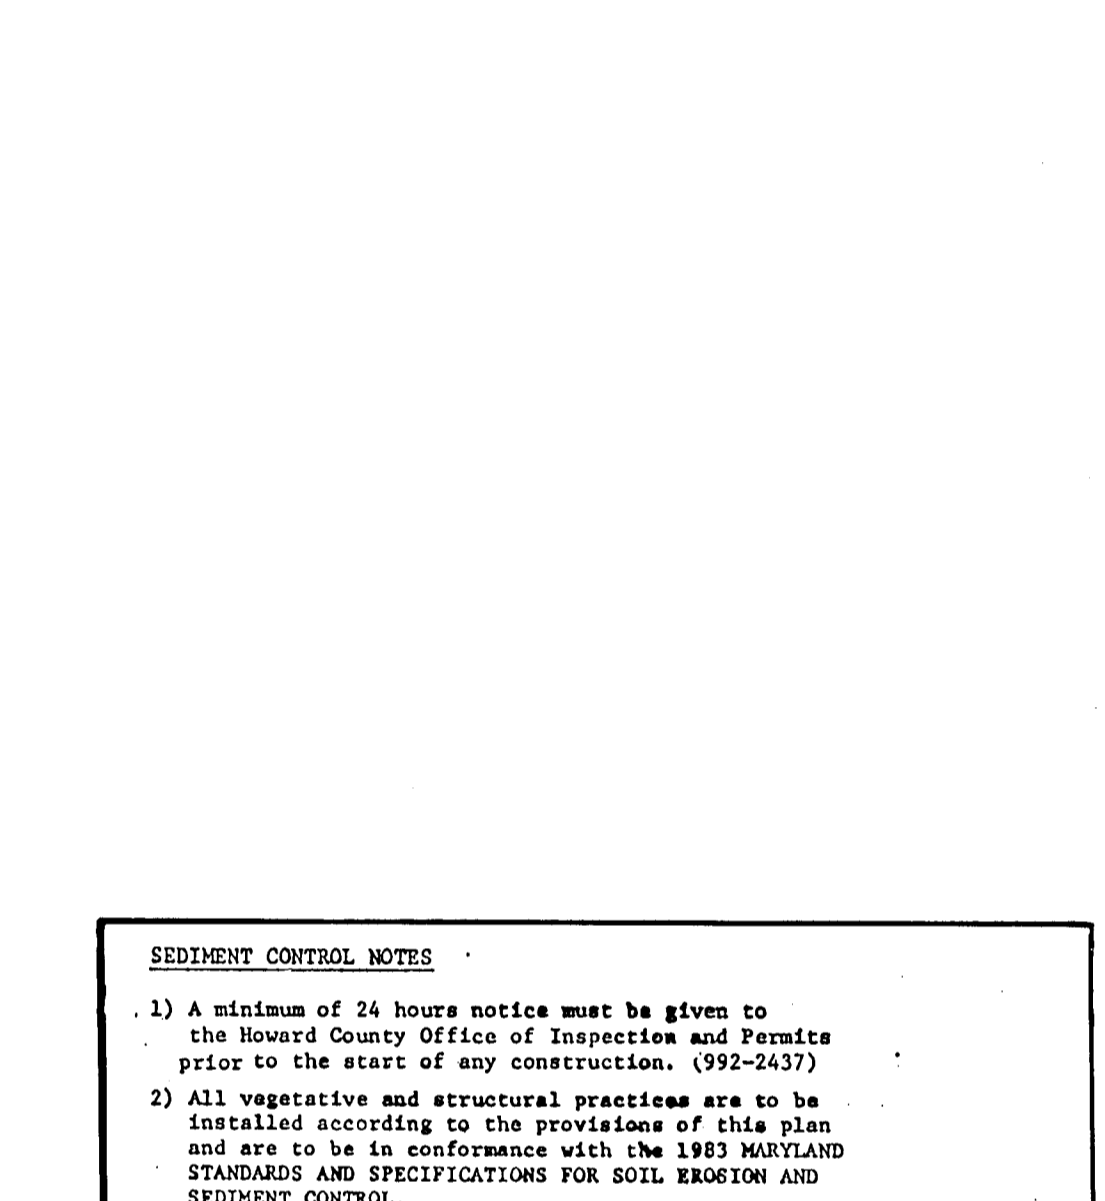 SEDIMENT CONTROL NOTES
1) A minimum of 24 hours notice must be given to
the Howard County Office of Inspection and Permits
prior to the start of any construction. (992-2437)
2) All vegetative and structural practices are to be
installed according to the provisions of this plan
and are to be in conformance with the 1983 MARYLAND
STANDARDS AND SPECIFICATIONS FOR SOIL EROSION AND
SEDIMENT CONTROL.